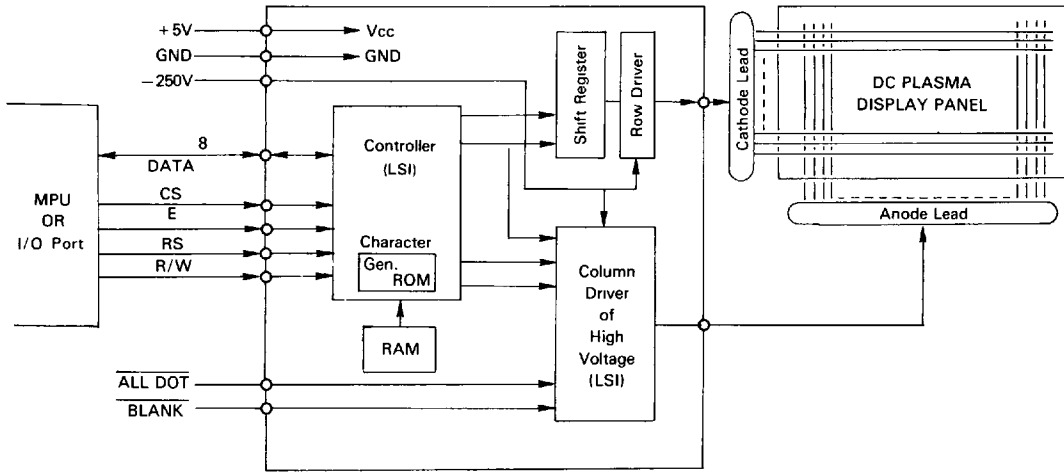 +5V
GND
−250V
Vcc
GND
8
DATA
MPU
OR
I/O Port
CS
E
RS
R/W
Controller
(LSI)
Character
Gen.
ROM
RAM
ALL DOT
BLANK
Shift Register
Row Driver
Column
Driver
of
High
Voltage
(LSI)
Cathode Lead
DC PLASMA
DISPLAY PANEL
Anode Lead